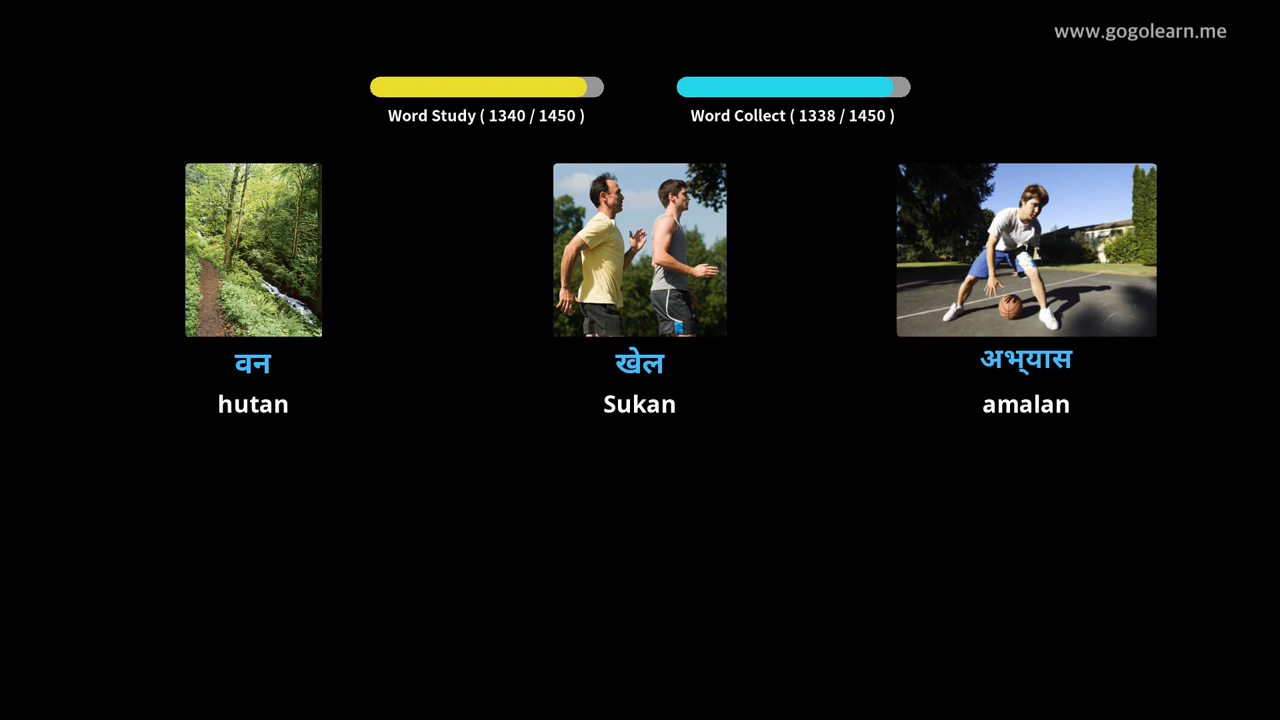 www.gogolearn.me
Word Study ( 1340 / 1450 )
Word Collect ( 1338 / 1450 )
वन
खेल
अभ्‍यास
hutan
Sukan
amalan